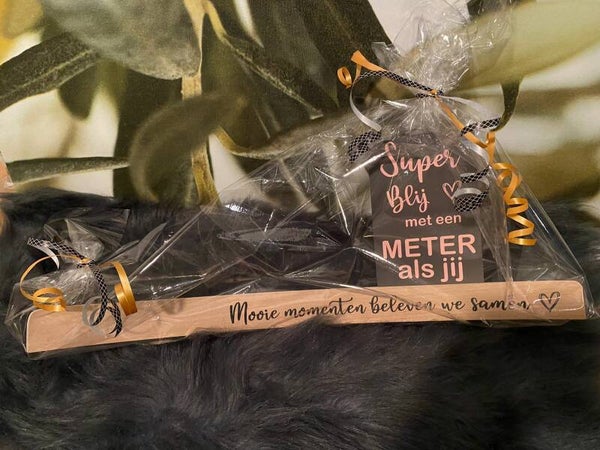 Super
Blij ♡
met een
METER
als jij
Mooie momenten beleven we samen ♡